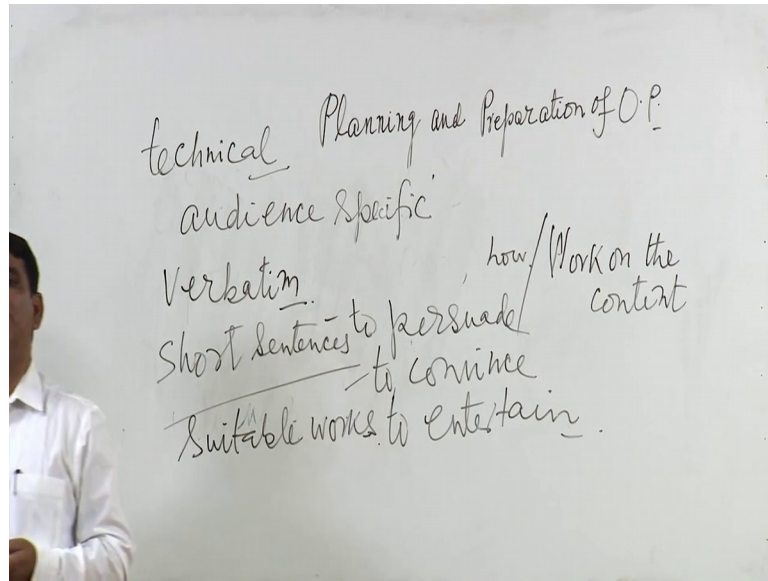 Planning and Preparation of O.P.
technical
audience specific
Verbatim
how / Work on the
content
Short sentences to persuade
to convince
Suitable works to entertain.